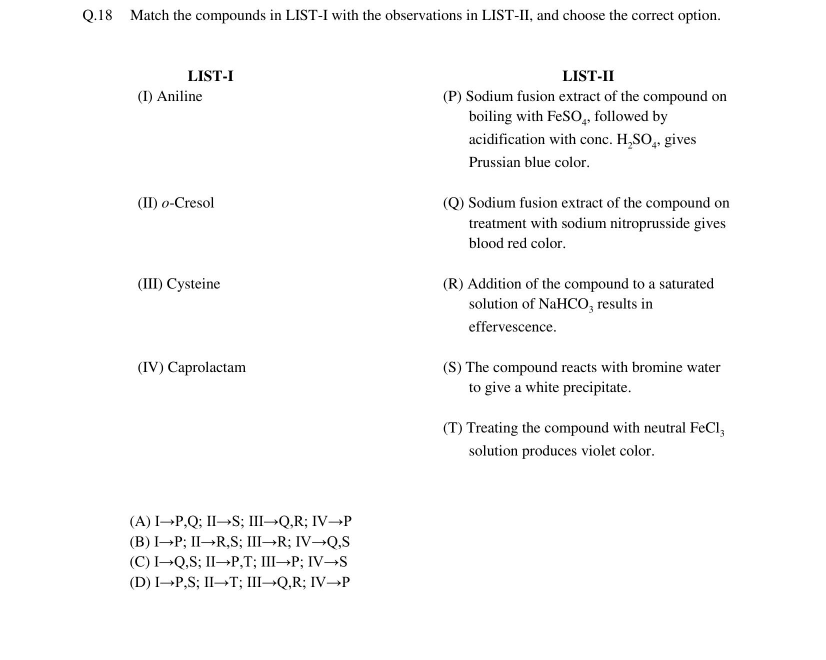 Q.18 Match the compounds in LIST-I with the observations in LIST-II, and choose the correct option.
LIST-I
(I) Aniline
(II) o-Cresol
(III) Cysteine
(IV) Caprolactam
LIST-II
(P) Sodium fusion extract of the compound on
boiling with FeSO₄, followed by
acidification with conc. H₂SO₄, gives
Prussian blue color.
(Q) Sodium fusion extract of the compound on
treatment with sodium nitroprusside gives
blood red color.
(R) Addition of the compound to a saturated
solution of NaHCO₃ results in
effervescence.
(S) The compound reacts with bromine water
to give a white precipitate.
(T) Treating the compound with neutral FeCl₃
solution produces violet color.
(A) I→P,Q; II→S; III→Q,R; IV→P
(B) I→P; II→R,S; III→R; IV→Q,S
(C) I→Q,S; II→P,T; III→P; IV→S
(D) I→P,S; II→T; III→Q,R; IV→P